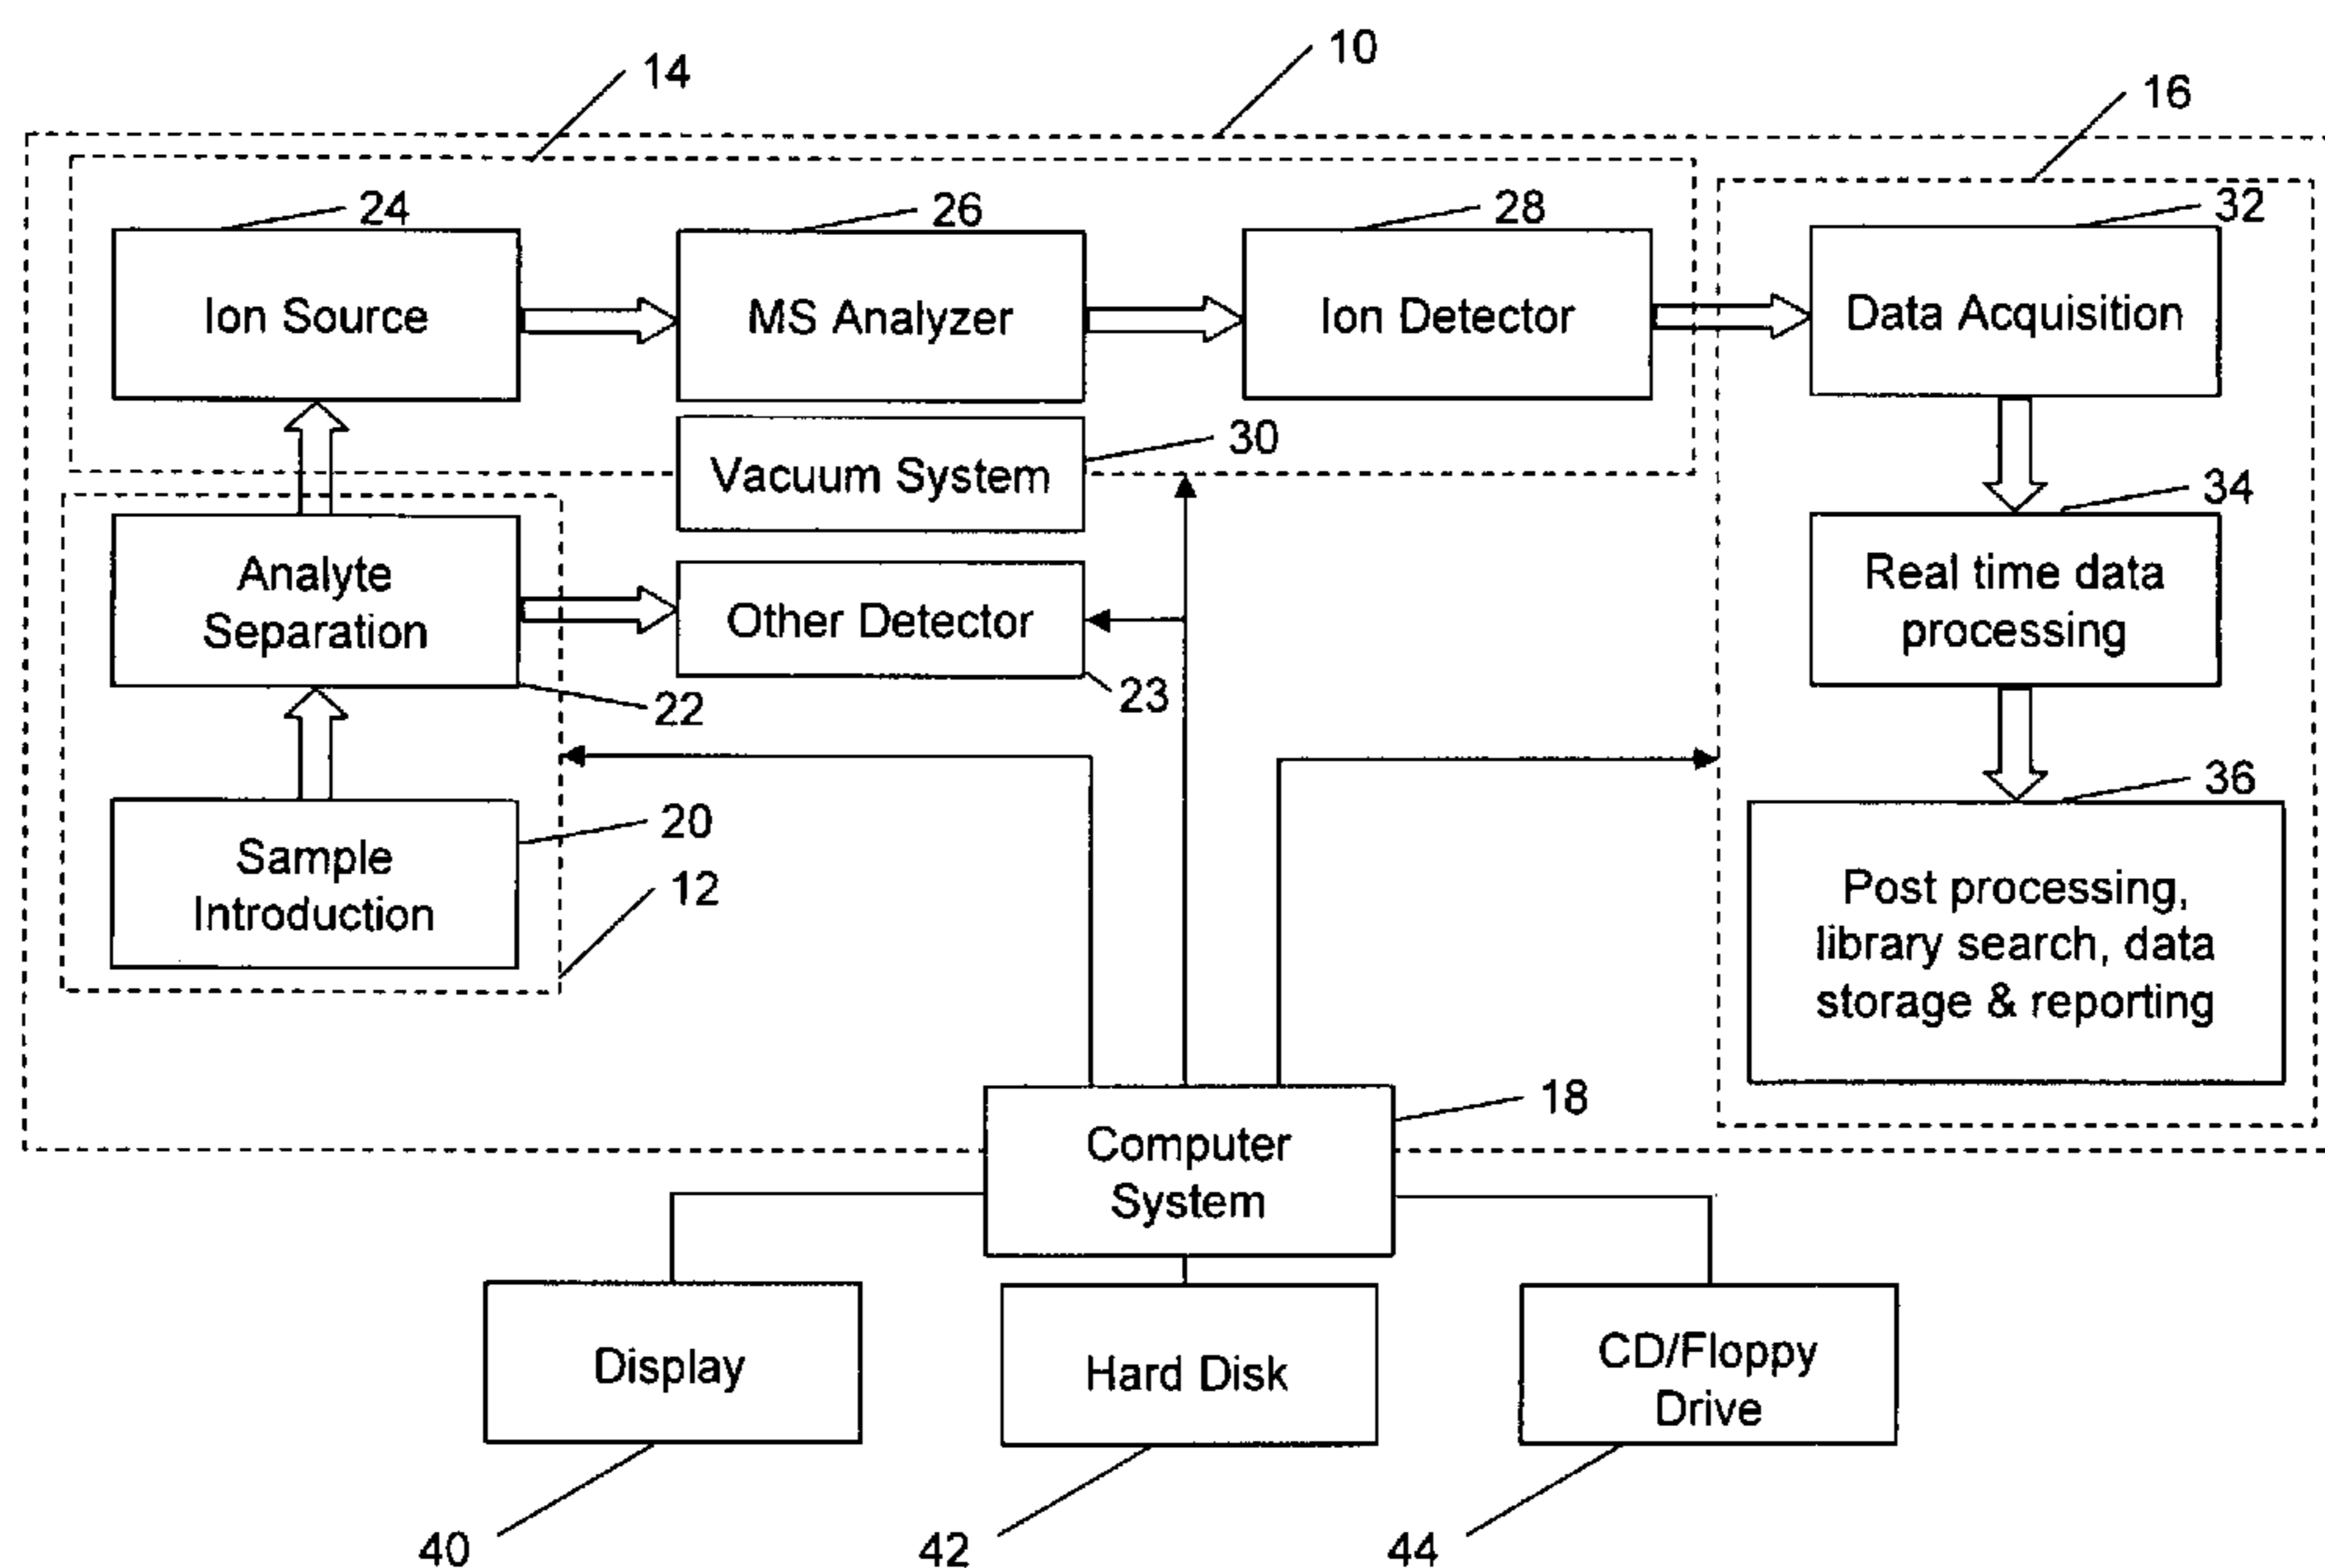 10
14
16
24
26
28
32
Ion Source
MS Analyzer
Ion Detector
Data Acquisition
30
Vacuum System
34
Analyte
Separation
Other Detector
Real time data
processing
22
23
36
20
Sample
Introduction
12
Post processing,
library search, data
storage & reporting
18
Computer
System
Display
Hard Disk
CD/Floppy
Drive
40
42
44